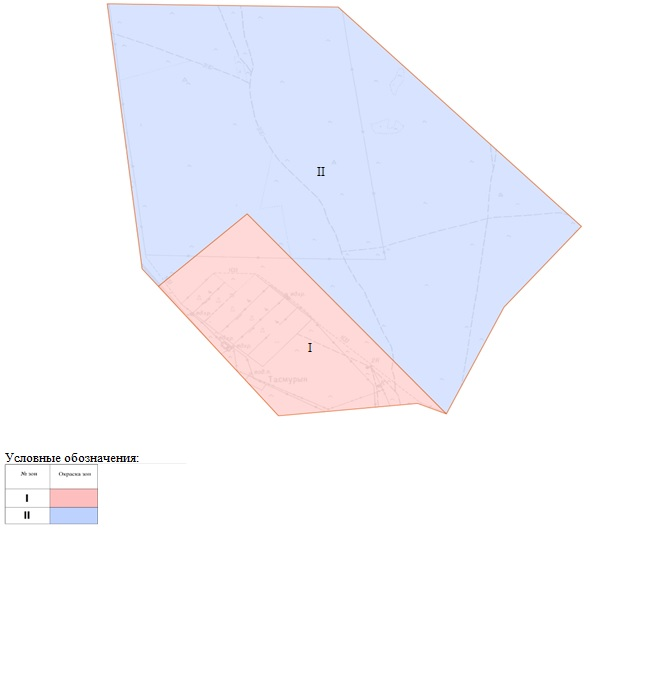 II
I
Тасмурын
Условные обозначения:
№ зон Окраска зон
I
II